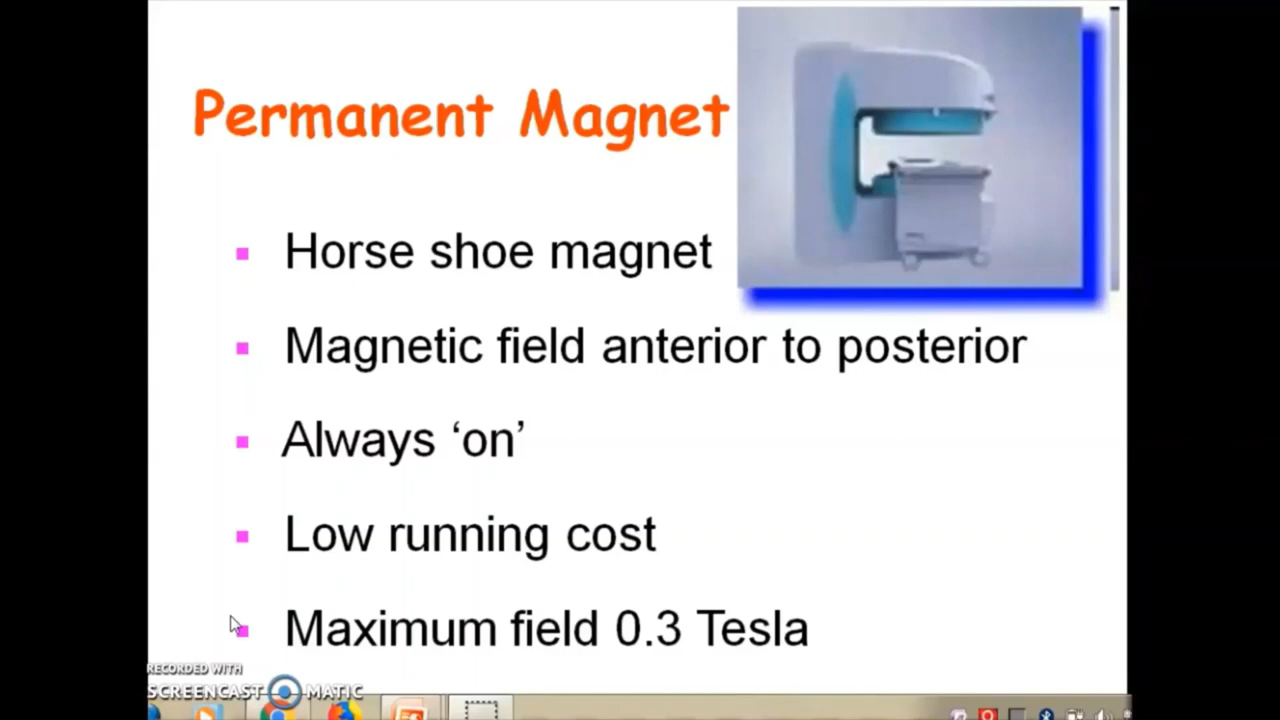 Permanent Magnet
Horse shoe magnet
Magnetic field anterior to posterior
Always ‘on’
Low running cost
Maximum field 0.3 Tesla
RECORDED WITH
SCREENCAST MATIC